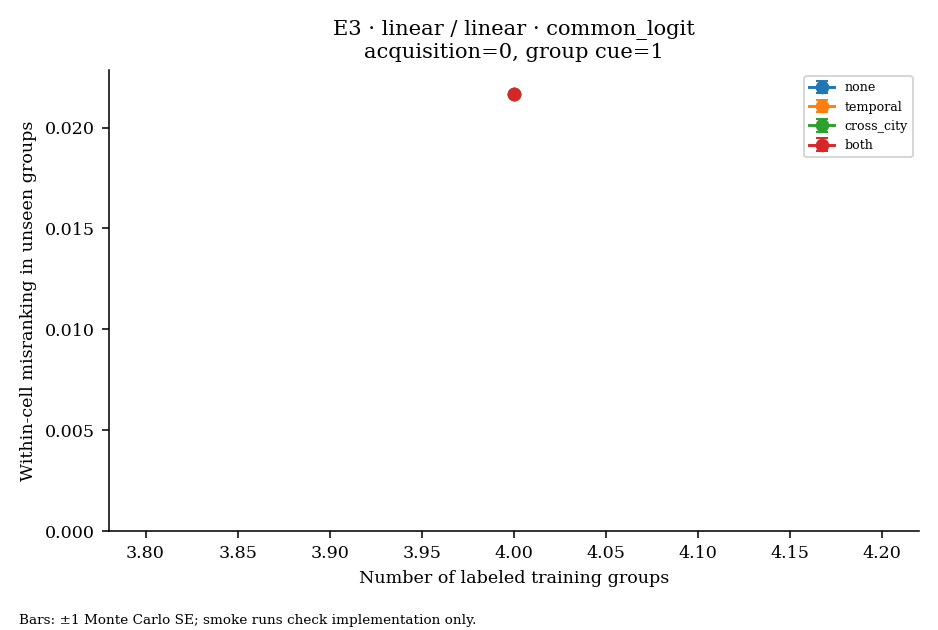 E3 · linear / linear · common_logit
acquisition=0, group cue=1
none
temporal
cross_city
both
Within-cell misranking in unseen groups
0.020
0.015
0.010
0.005
0.000
3.80 3.85 3.90 3.95 4.00 4.05 4.10 4.15 4.20
Number of labeled training groups
Bars: ±1 Monte Carlo SE; smoke runs check implementation only.